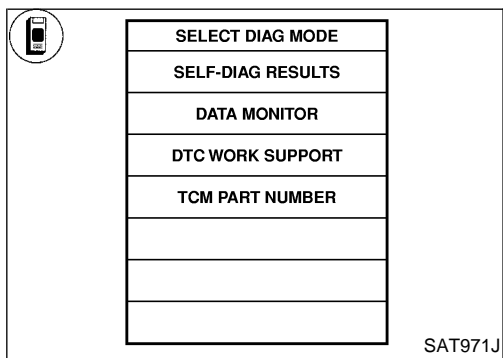 SELECT DIAG MODE
SELF-DIAG RESULTS
DATA MONITOR
DTC WORK SUPPORT
TCM PART NUMBER
SAT971J